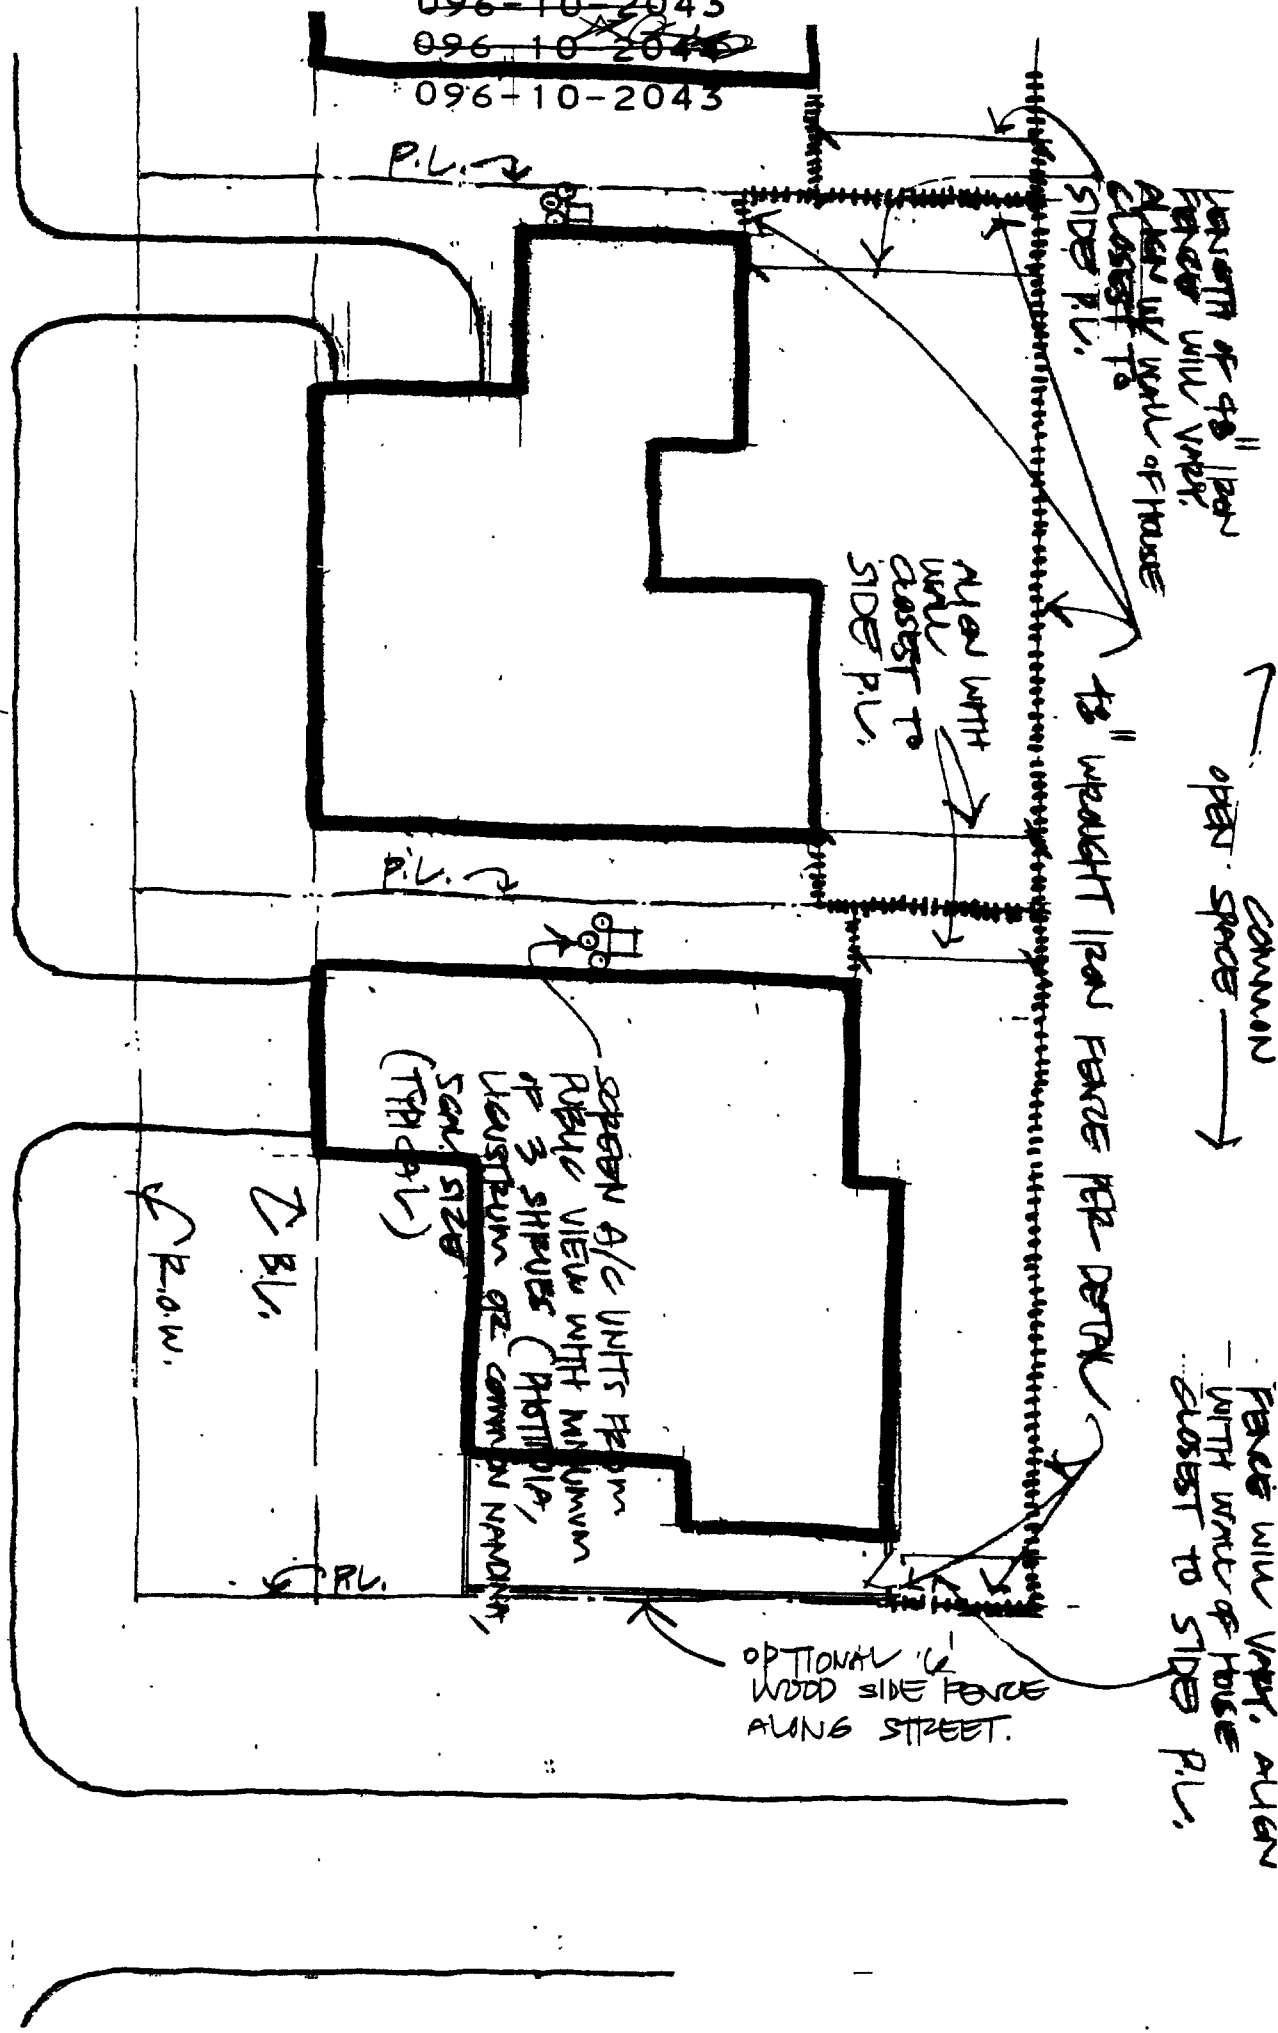 096-10-2043
096-10-2043
096-10-2043
P.L.
LENGTH OF 48" IRON
FENCE WILL VARY.
ALIGN W/ WALL OF HOUSE
CLOSEST TO
SIDE P.L.
ALIGN WITH
WALL
CLOSEST TO
SIDE P.L.
48" WROUGHT IRON FENCE PER DETAIL
COMMON
OPEN SPACE
P.L.
SCREEN A/C UNITS FROM
PUBLIC VIEW WITH MINIMUM
OF 3 SHRUBS (PHOTINIA,
LIGUSTRUM OR COMMON NANDINA,
5 GAL. SIZE
(TYPICAL)
B.L.
R.O.W.
P.L.
FENCE WILL VARY. ALIGN
WITH WALL OF HOUSE
CLOSEST TO SIDE P.L.
OPTIONAL 6'
WOOD SIDE FENCE
ALONG STREET.